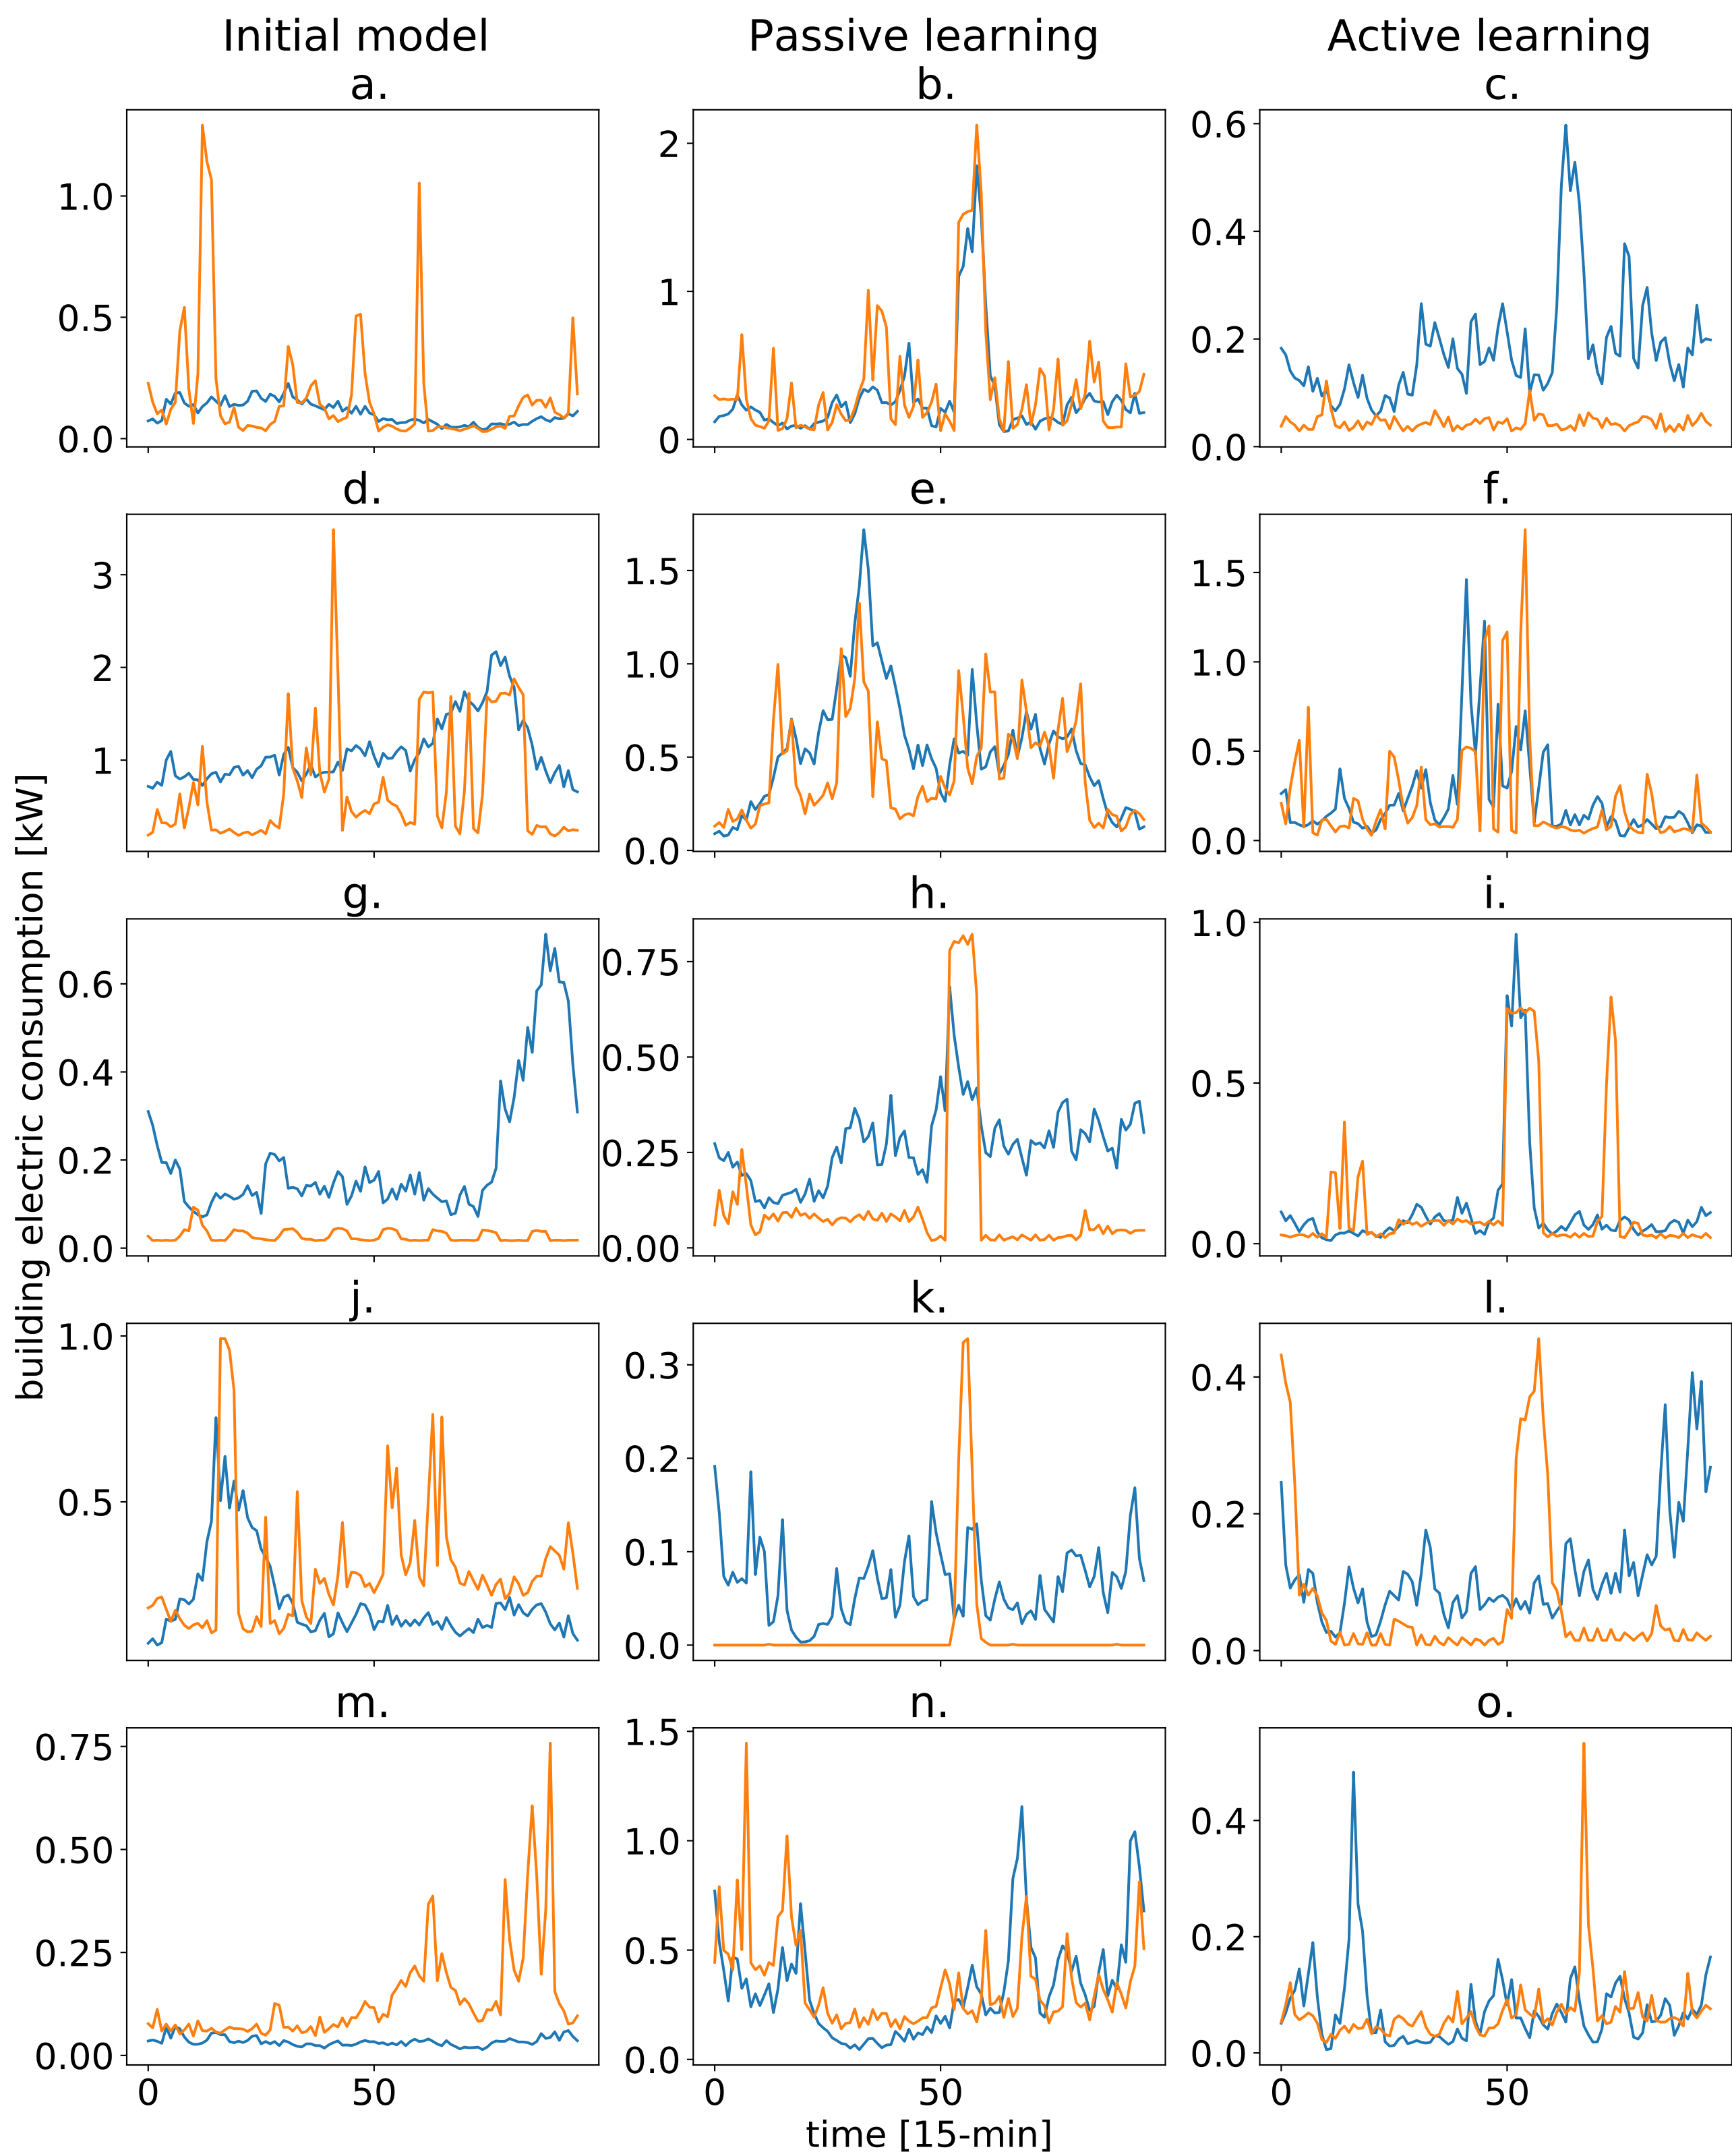 Initial model
Passive learning
Active learning
a.
b.
c.
1.0
0.5
0.0
2
1
0
0.6
0.4
0.2
0.0
d.
e.
f.
3
2
1
1.5
1.0
0.5
0.0
1.5
1.0
0.5
0.0
building electric consumption [kW]
g.
h.
i.
0.6
0.4
0.2
0.0
0.75
0.50
0.25
0.00
1.0
0.5
0.0
j.
k.
l.
1.0
0.5
0.3
0.2
0.1
0.0
0.4
0.2
0.0
m.
n.
o.
0.75
0.50
0.25
0.00
1.5
1.0
0.5
0.0
0.4
0.2
0.0
0 50
0 50
0 50
time [15-min]